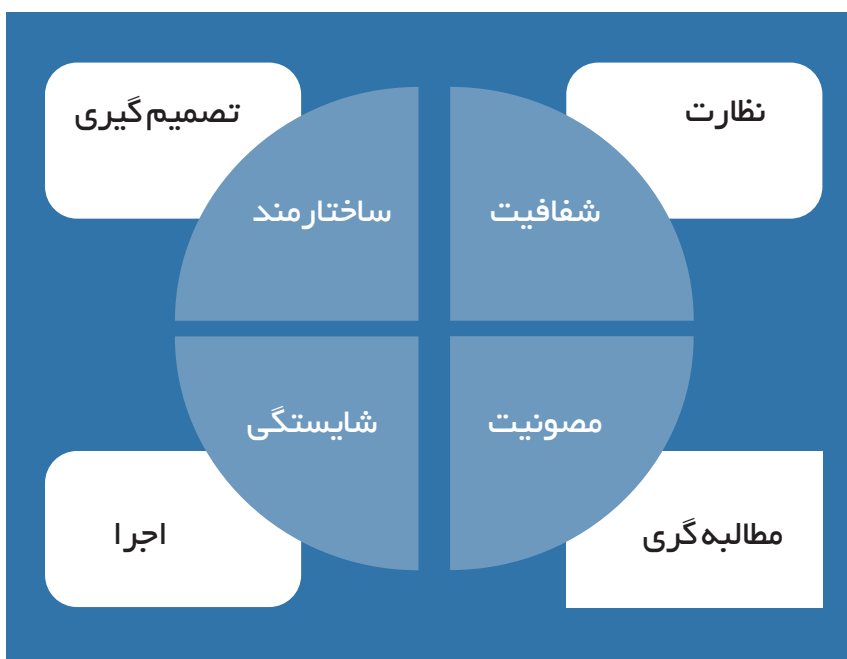 نظارت
تصمیم‌گیری
شفافیت
ساختارمند
مصونیت
شایستگی
مطالبه‌گری
اجرا